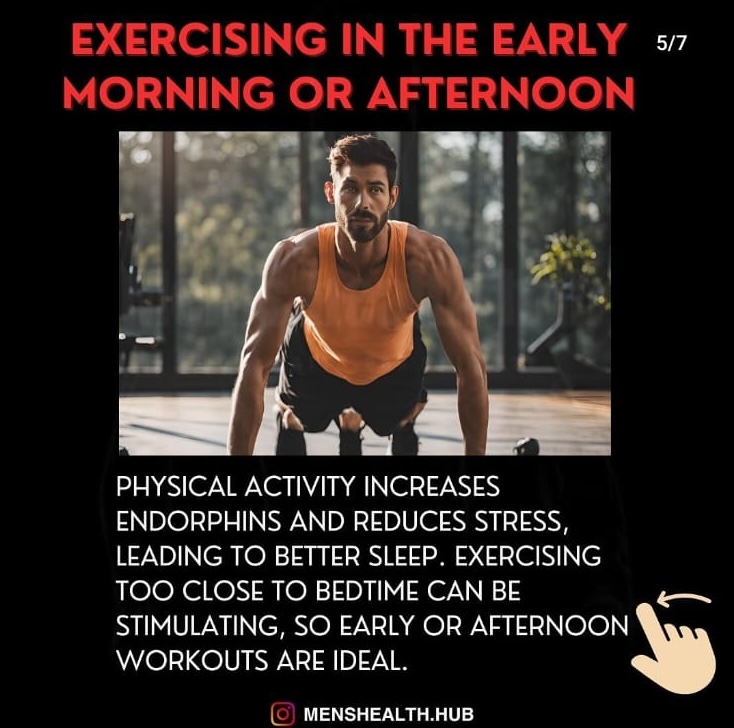 EXERCISING IN THE EARLY
5/7
MORNING OR AFTERNOON
PHYSICAL ACTIVITY INCREASES
ENDORPHINS AND REDUCES STRESS,
LEADING TO BETTER SLEEP. EXERCISING
TOO CLOSE TO BEDTIME CAN BE
STIMULATING, SO EARLY OR AFTERNOON
WORKOUTS ARE IDEAL.
MENSHEALTH.HUB